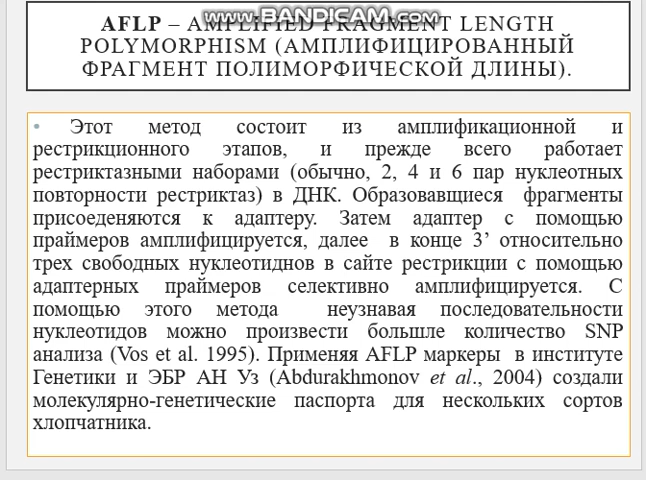 www.BANDICAM.com
AFLP – AMPLIFIED FRAGMENT LENGTH
POLYMORPHISM (АМПЛИФИЦИРОВАННЫЙ
ФРАГМЕНТ ПОЛИМОРФИЧЕСКОЙ ДЛИНЫ).
• Этот метод состоит из амплификационной и
рестрикционного этапов, и прежде всего работает
рестриктазными наборами (обычно, 2, 4 и 6 пар нуклеотных
повторности рестриктаз) в ДНК. Образовавщиеся фрагменты
присоеденяются к адаптеру. Затем адаптер с помощью
праймеров амплифицируется, далее в конце 3’ относительно
трех свободных нуклеотиднов в сайте рестрикции с помощью
адаптерных праймеров селективно амплифицируется. С
помощью этого метода неузнавая последовательности
нуклеотидов можно произвести большле количество SNP
анализа (Vos et al. 1995). Применяя AFLP маркеры в институте
Генетики и ЭБР АН Уз (Abdurakhmonov et al., 2004) создали
молекулярно-генетические паспорта для нескольких сортов
хлопчатника.